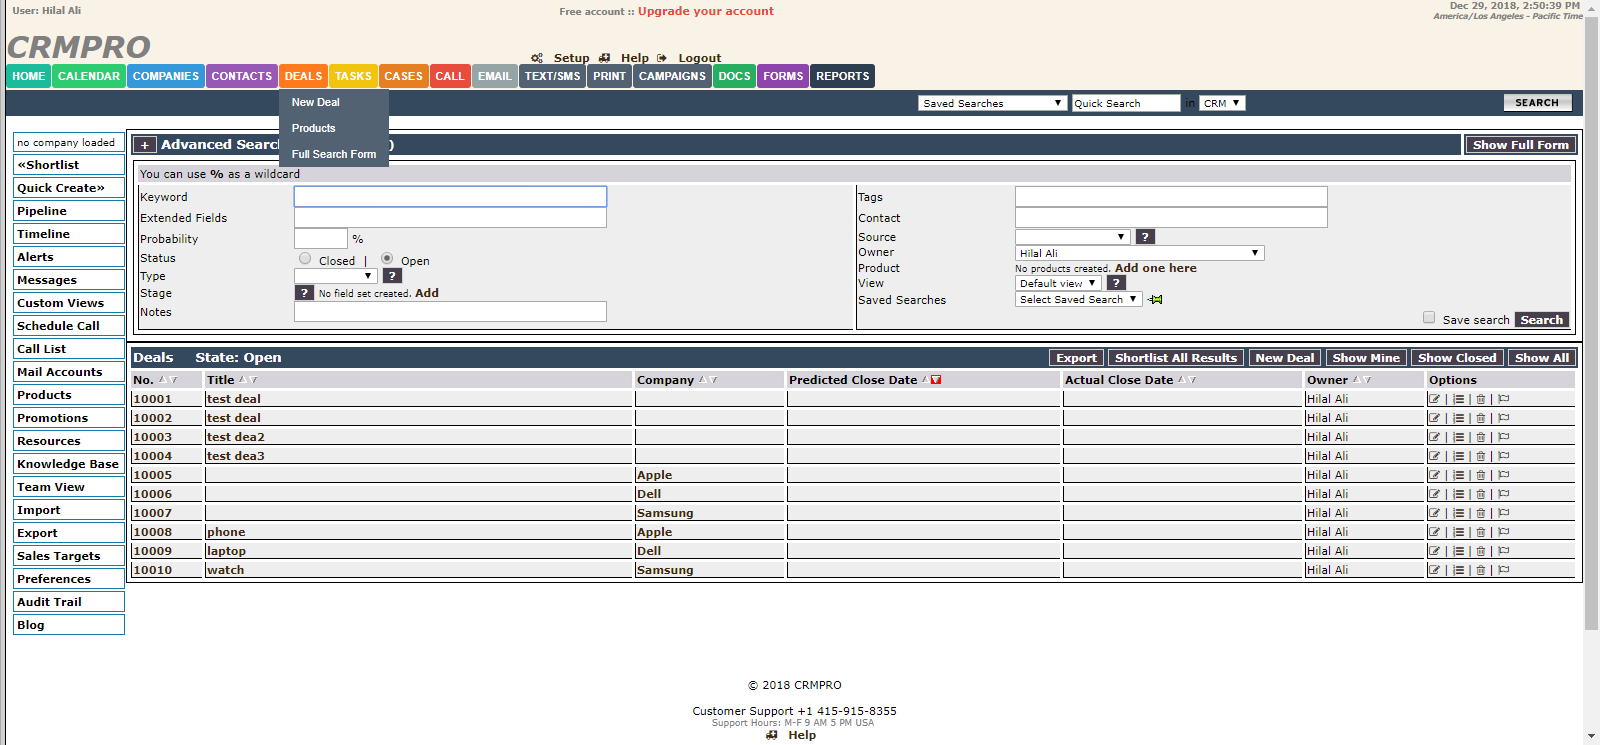 User: Hilal Ali
Free account :: Upgrade your account
Dec 29, 2018, 2:50:39 PM
America/Los Angeles - Pacific Time
CRMPRO
Setup Help Logout
HOME CALENDAR COMPANIES CONTACTS DEALS TASKS CASES CALL EMAIL TEXT/SMS PRINT CAMPAIGNS DOCS FORMS REPORTS
New Deal
Products
Full Search Form
Saved Searches Quick Search in CRM SEARCH
no company loaded
«Shortlist
Quick Create»
Pipeline
Timeline
Alerts
Messages
Custom Views
Schedule Call
Call List
Mail Accounts
Products
Promotions
Resources
Knowledge Base
Team View
Import
Export
Sales Targets
Preferences
Audit Trail
Blog
+ Advanced Searc ) Show Full Form
You can use % as a wildcard
Keyword
Extended Fields
Probability %
Status Closed | Open
Type ?
Stage ? No field set created. Add
Notes
Tags
Contact
Source ?
Owner Hilal Ali
Product No products created. Add one here
View Default view ?
Saved Searches Select Saved Search
Save search Search
Deals State: Open Export Shortlist All Results New Deal Show Mine Show Closed Show All
No. Title Company Predicted Close Date Actual Close Date Owner Options
10001 test deal Hilal Ali | | |
10002 test deal Hilal Ali | | |
10003 test dea2 Hilal Ali | | |
10004 test dea3 Hilal Ali | | |
10005 Apple Hilal Ali | | |
10006 Dell Hilal Ali | | |
10007 Samsung Hilal Ali | | |
10008 phone Apple Hilal Ali | | |
10009 laptop Dell Hilal Ali | | |
10010 watch Samsung Hilal Ali | | |
© 2018 CRMPRO
Customer Support +1 415-915-8355
Support Hours: M-F 9 AM 5 PM USA
Help